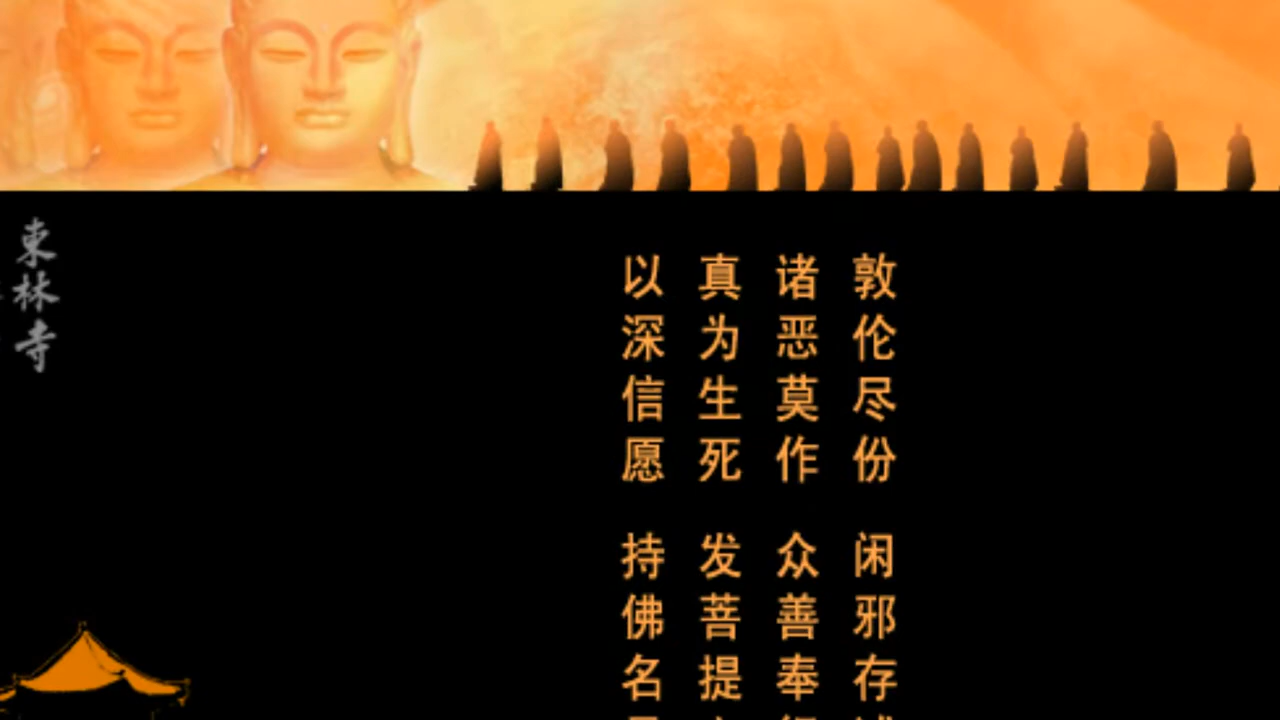 敦伦尽份 闲邪存
诸恶莫作 众善奉
真为生死 发菩提
以深信愿 持佛名
東林寺